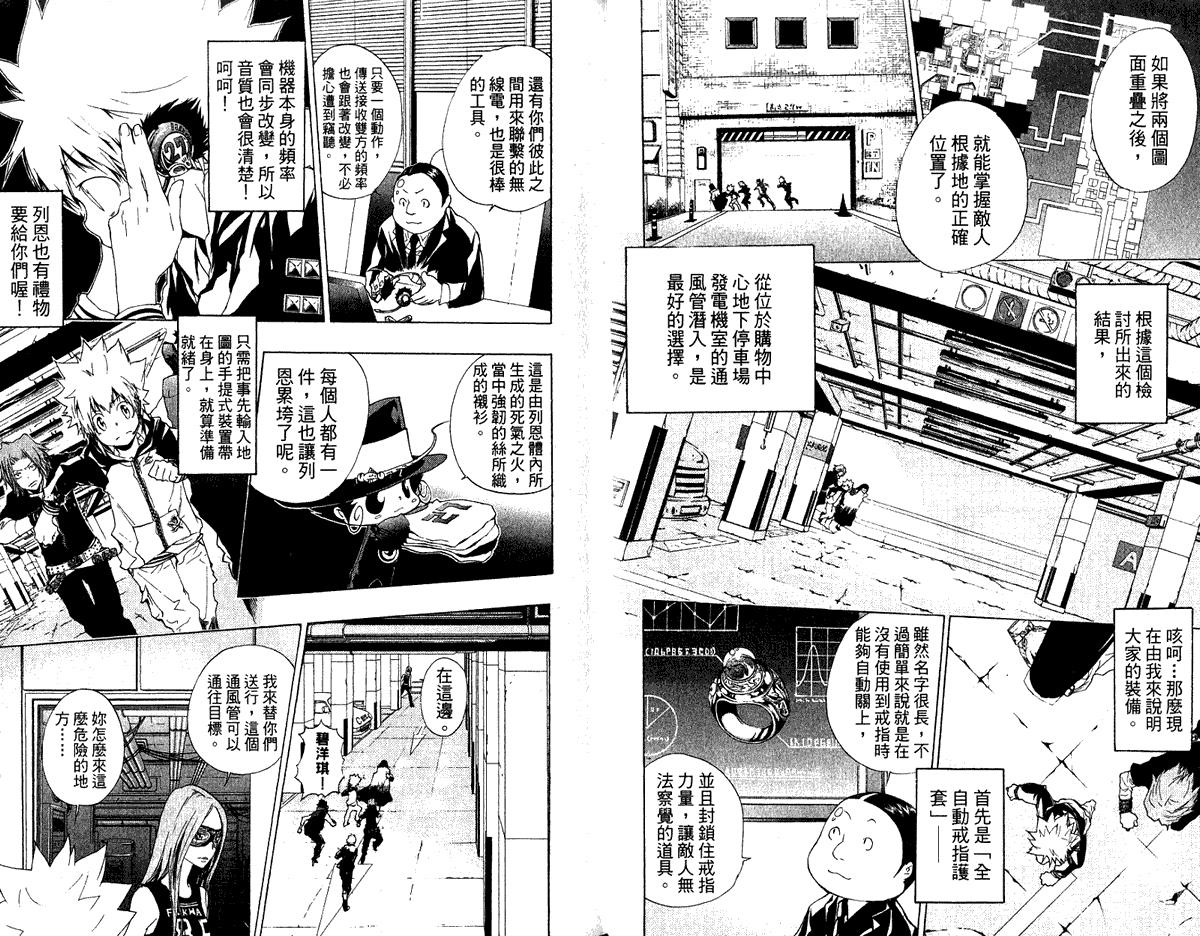 如果將兩個圖
面重疊之後，
就能掌握敵人
根據地的正確
位置了。
P
IN
根據這個檢
討所出來的
結果，
從位於購物中
心地下停車場
發電機室的通
風管潛入，是
最好的選擇。
A
咳呵…那麼現
在由我來說明
大家的裝備。
首先是「全
自動戒指護
套」——
雖然名字很長，不
過簡單來說就是在
沒有使用到戒指時
能夠自動關上，
並且封鎖住戒指
力量，讓敵人無
法察覺的道具。
還有你們彼此之
間用來聯繫的無
線電，也是很棒
的工具。
只要一個動作，
傳送接收雙方的頻率
也會跟著改變，不必
擔心遭到竊聽。
機器本身的頻率
會同步改變，所以
音質也會很清楚！
呵呵！
27
列恩也有禮物
要給你們喔！
這是由列恩體內所
生成的死氣之火，
當中強韌的絲所織
成的襯衫。
每個人都有一
件，這也讓列
恩累垮了呢。
27
只需把事先輸入地
圖的手提式裝置帶
在身上，就算準備
就緒了。
在這邊。
碧洋琪！
我來替你們
送行，這個
通風管可以
通往目標。
妳怎麼來這
麼危險的地
方……